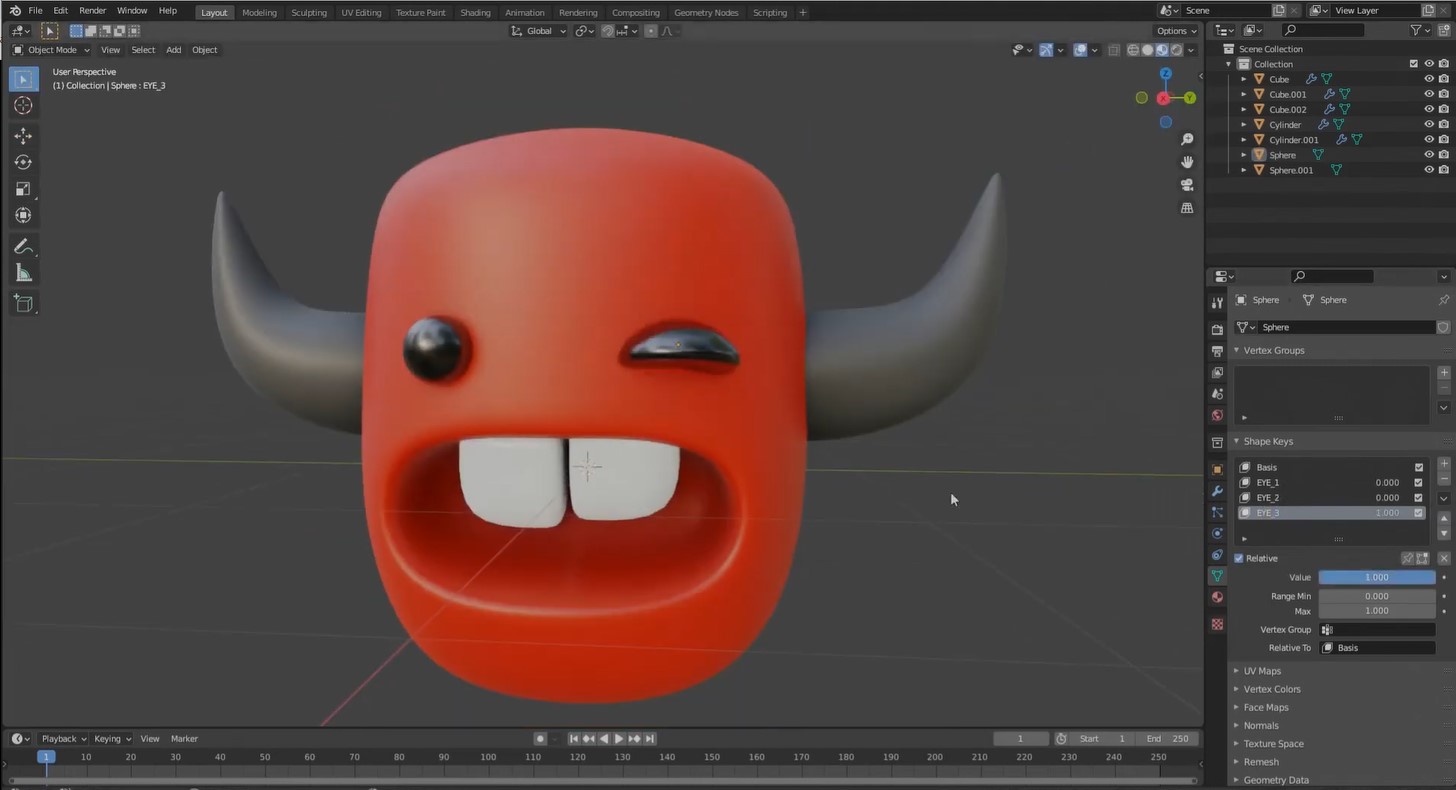 File Edit Render Window Help Layout Modeling Sculpting UV Editing Texture Paint Shading Animation Rendering Compositing Geometry Nodes Scripting + Scene View Layer
Global Options
Object Mode View Select Add Object
User Perspective
(1) Collection | Sphere : EYE_3
Z
X
Y
Scene Collection
Collection
Cube
Cube.001
Cube.002
Cylinder
Cylinder.001
Sphere
Sphere.001
Sphere Sphere
Sphere
Vertex Groups
Shape Keys
Basis
EYE_1 0.000
EYE_2 0.000
EYE_3 1.000
Relative
Value 1.000
Range Min 0.000
Max 1.000
Vertex Group
Relative To Basis
UV Maps
Vertex Colors
Face Maps
Normals
Texture Space
Remesh
Geometry Data
Playback Keying View Marker 1 Start 1 End 250
1 10 20 30 40 50 60 70 80 90 100 110 120 130 140 150 160 170 180 190 200 210 220 230 240 250